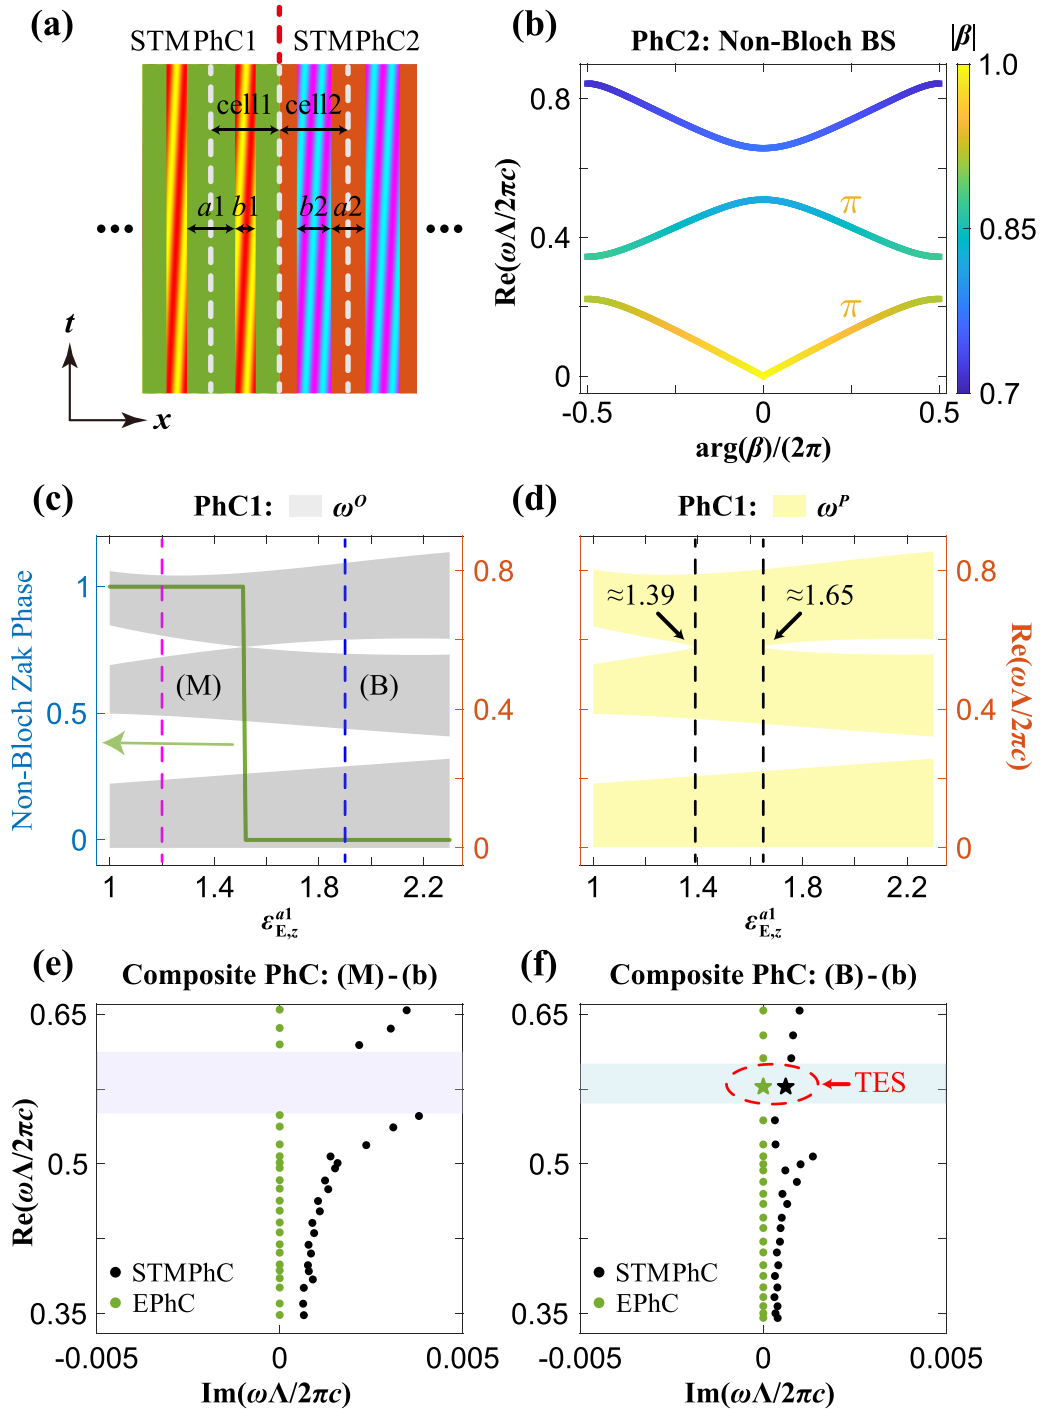 (a)
STMPhC1 STMPhC2
cell1 cell2
a1 b1 b2 a2
t
x
(b)
PhC2: Non-Bloch BS
|β|
Re(ωΛ/2πc)
0.8
0.4
0
π
π
-0.5 0 0.5
arg(β)/(2π)
1.0
0.85
0.7
(c)
PhC1: ω^O
Non-Bloch Zak Phase
1
0.5
0
(M) (B)
0.8
0.4
0
1 1.4 1.8 2.2
ε_{E,z}^{a1}
(d)
PhC1: ω^P
≈1.39 ≈1.65
0.8
0.4
0
Re(ωΛ/2πc)
1 1.4 1.8 2.2
ε_{E,z}^{a1}
(e)
Composite PhC: (M)-(b)
Re(ωΛ/2πc)
0.65
0.5
0.35
STMPhC
EPhC
-0.005 0 0.005
Im(ωΛ/2πc)
(f)
Composite PhC: (B)-(b)
0.65
0.5
0.35
TES
STMPhC
EPhC
-0.005 0 0.005
Im(ωΛ/2πc)